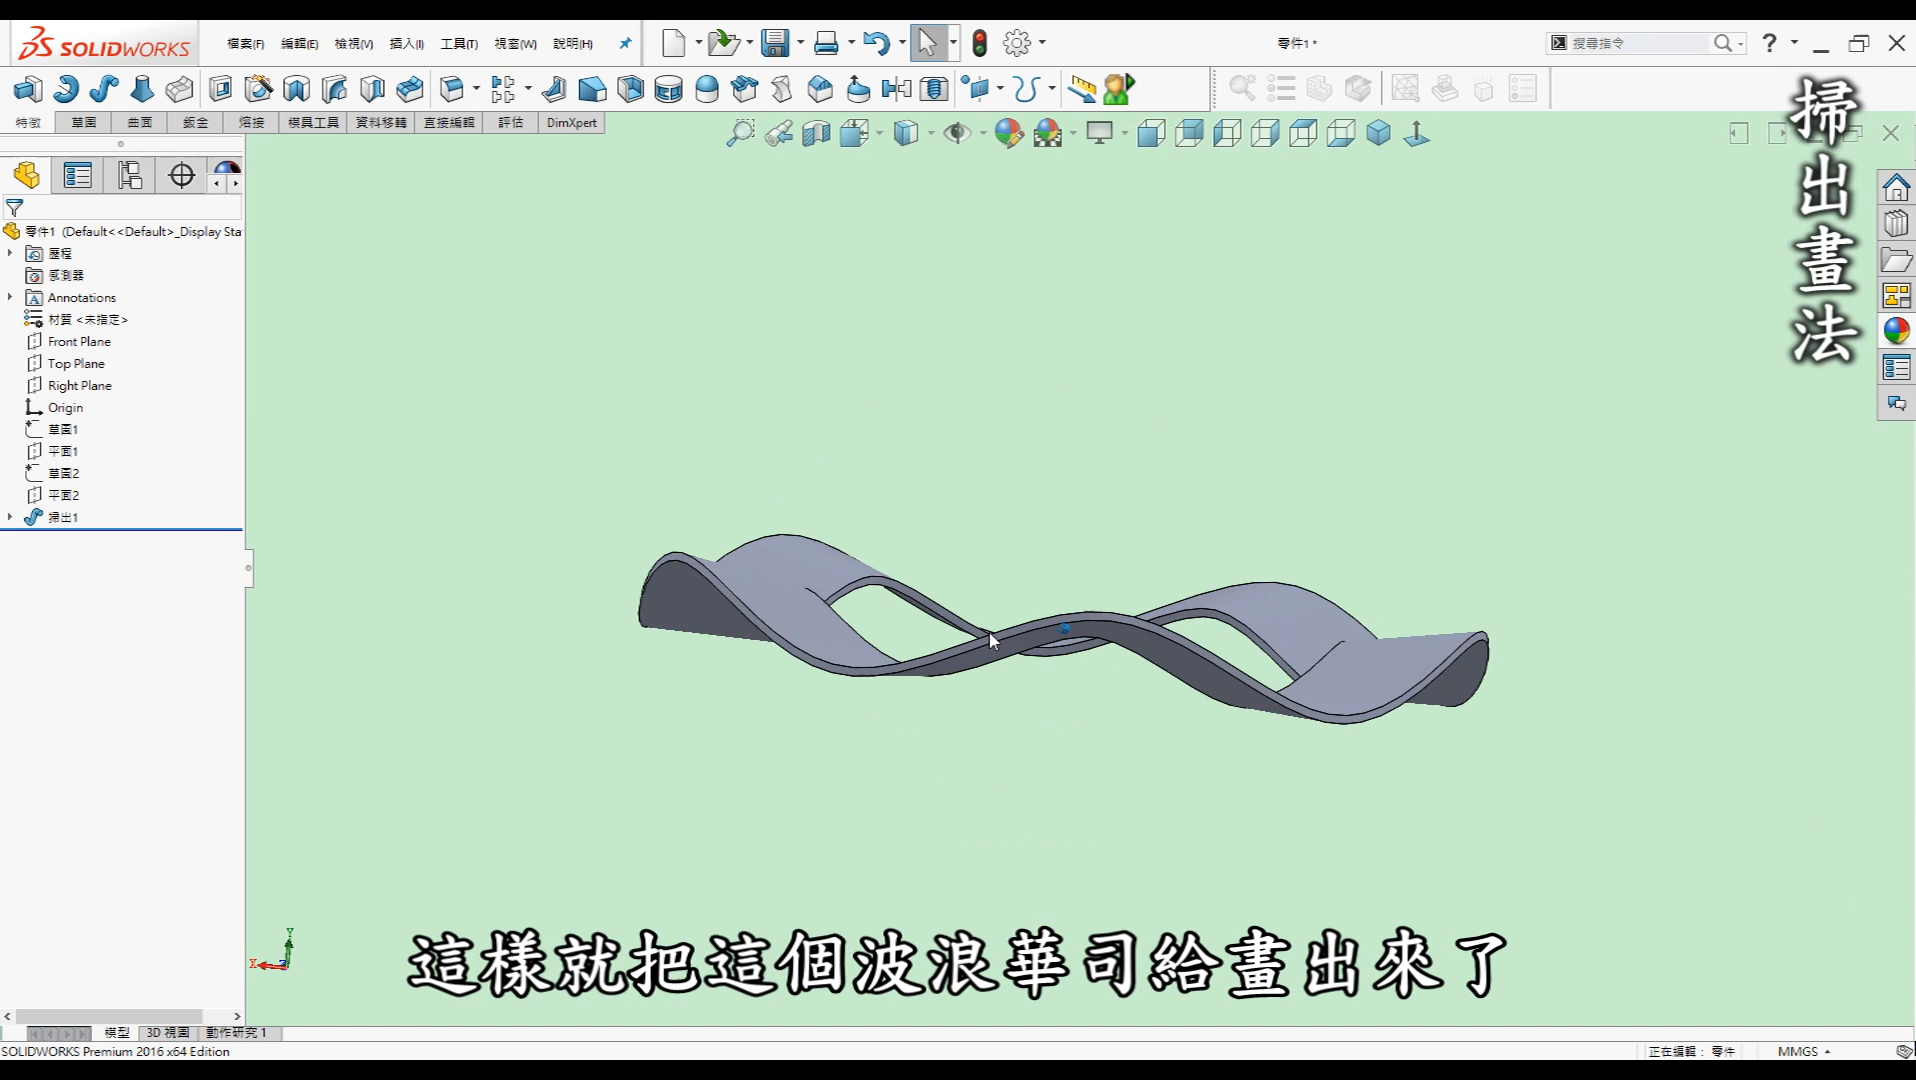 SOLIDWORKS
檔案(F) 編輯(E) 檢視(V) 插入(I) 工具(T) 視窗(W) 說明(H)
零件1 *
搜尋指令
特徵 草圖 曲面 鈑金 熔接 模具工具 資料移轉 直接編輯 評估 DimXpert
掃出畫法
零件1 (Default<<Default>_Display Sta
歷程
感測器
Annotations
材質 <未指定>
Front Plane
Top Plane
Right Plane
Origin
草圖1
平面1
草圖2
平面2
掃出1
Y
X
這樣就把這個波浪華司給畫出來了
模型 3D 視圖 動作研究 1
SOLIDWORKS Premium 2016 x64 Edition
正在編輯： 零件
MMGS